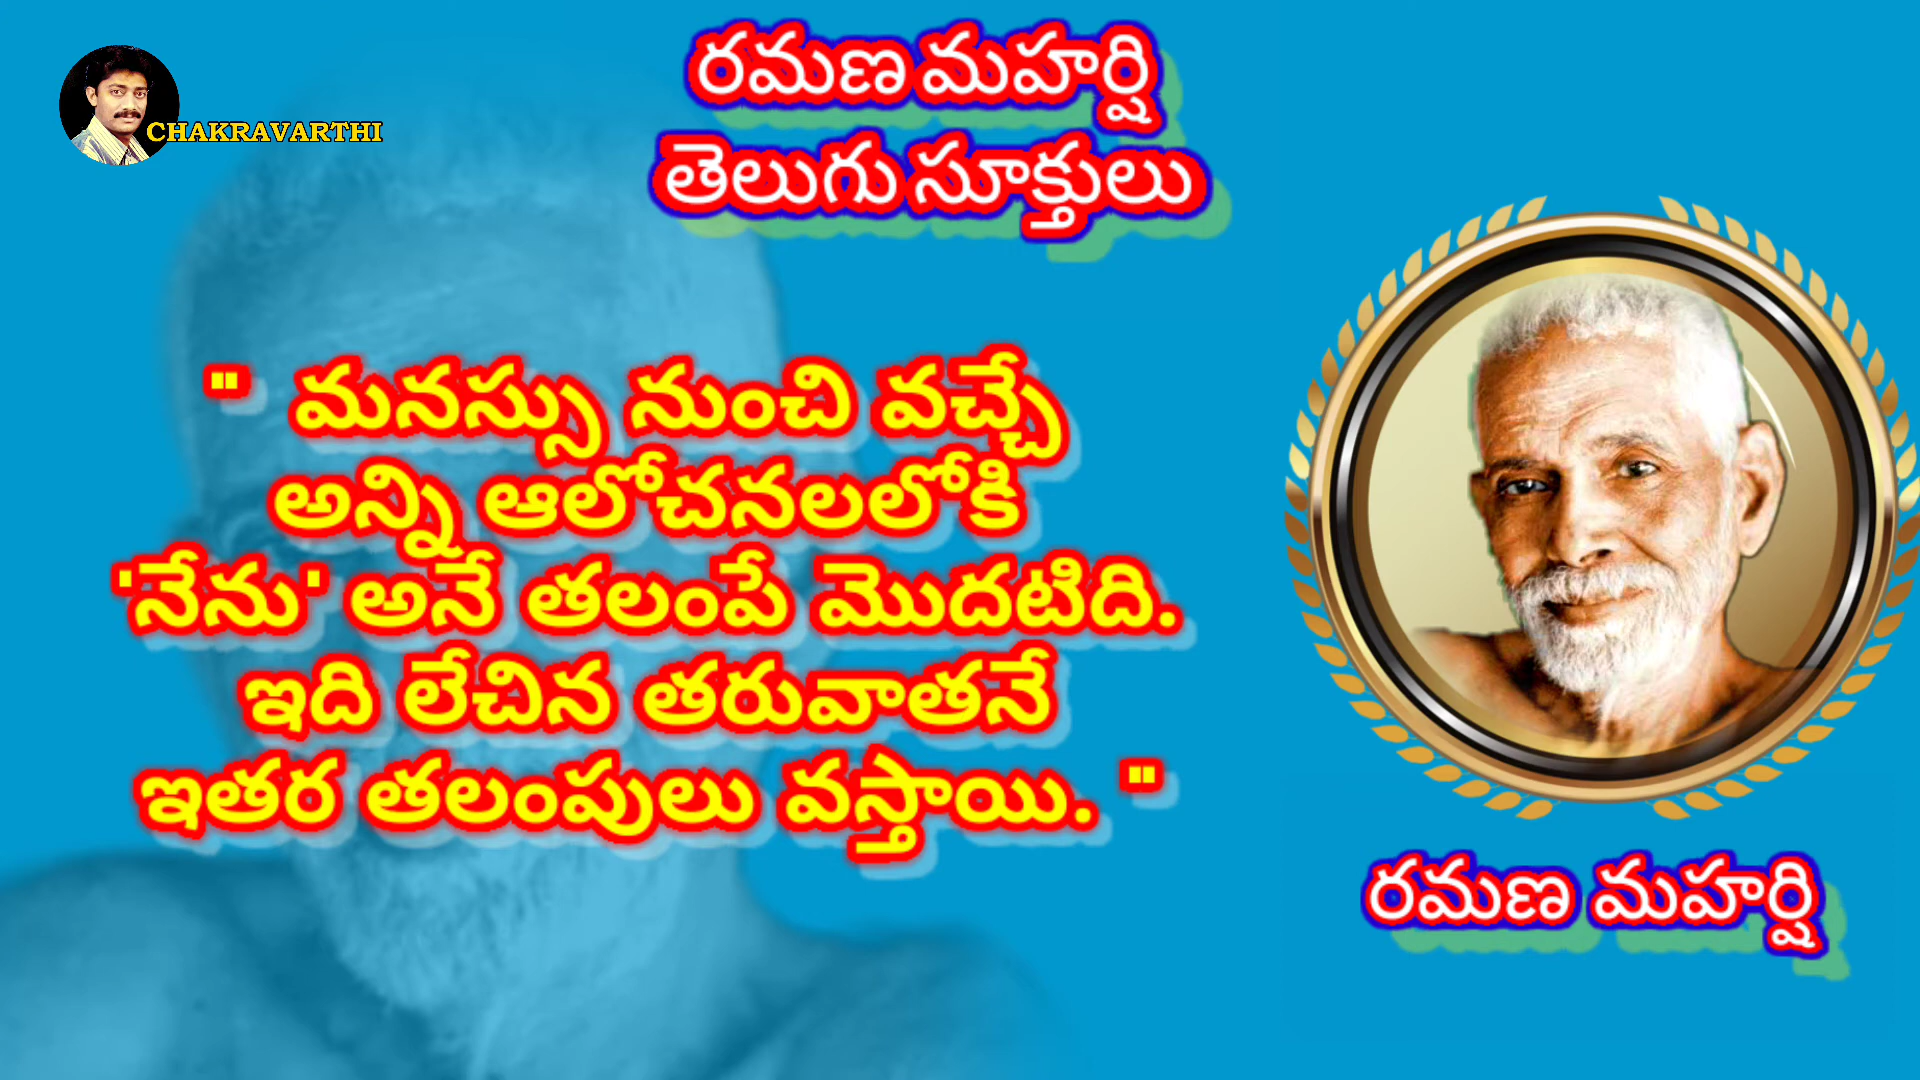 CHAKRAVARTHI
రమణ మహర్షి
తెలుగు సూక్తులు
" మనస్సు నుంచి వచ్చే
అన్ని ఆలోచనలలోకి
'నేను' అనే తలంపే మొదటిది.
ఇది లేచిన తరువాతనే
ఇతర తలంపులు వస్తాయి. "
రమణ మహర్షి